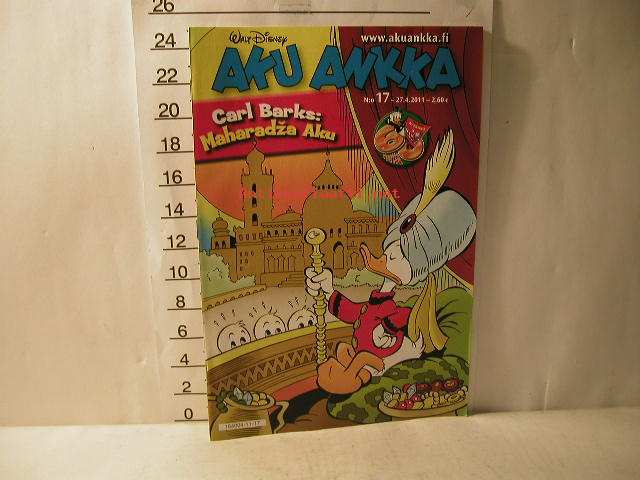 26
24
22
20
18
16
14
12
10
8
6
4
2
0
WALT DISNEY
www.akuankka.fi
AKU ANKKA
N:o 17 – 27.4.2011 – 2,60 €
Carl Barks:
Maharadža Aku